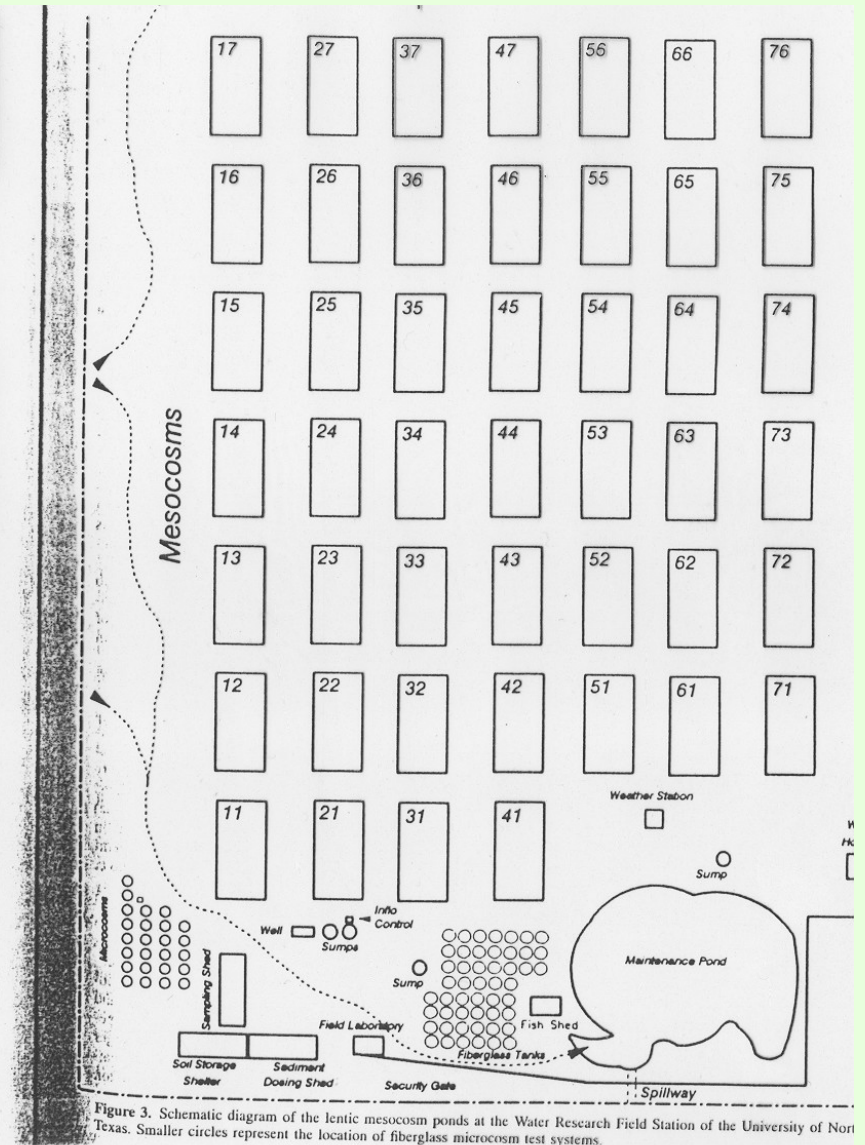 17 27 37 47 56 66 76
16 26 36 46 55 65 75
15 25 35 45 54 64 74
Mesocosms
14 24 34 44 53 63 73
13 23 33 43 52 62 72
12 22 32 42 51 61 71
Weather Station
11 21 31 41
Sump
Microcosms
Inflo
Control
Well
Sumps
Maintenance Pond
Sampling Shed
Sump
Fish Shed
Field Laboratory
Fiberglass Tanks
Soil Storage
Shelter
Sediment
Dosing Shed
Security Gate
Spillway
Figure 3. Schematic diagram of the lentic mesocosm ponds at the Water Research Field Station of the University of Nort
Texas. Smaller circles represent the location of fiberglass microcosm test systems.